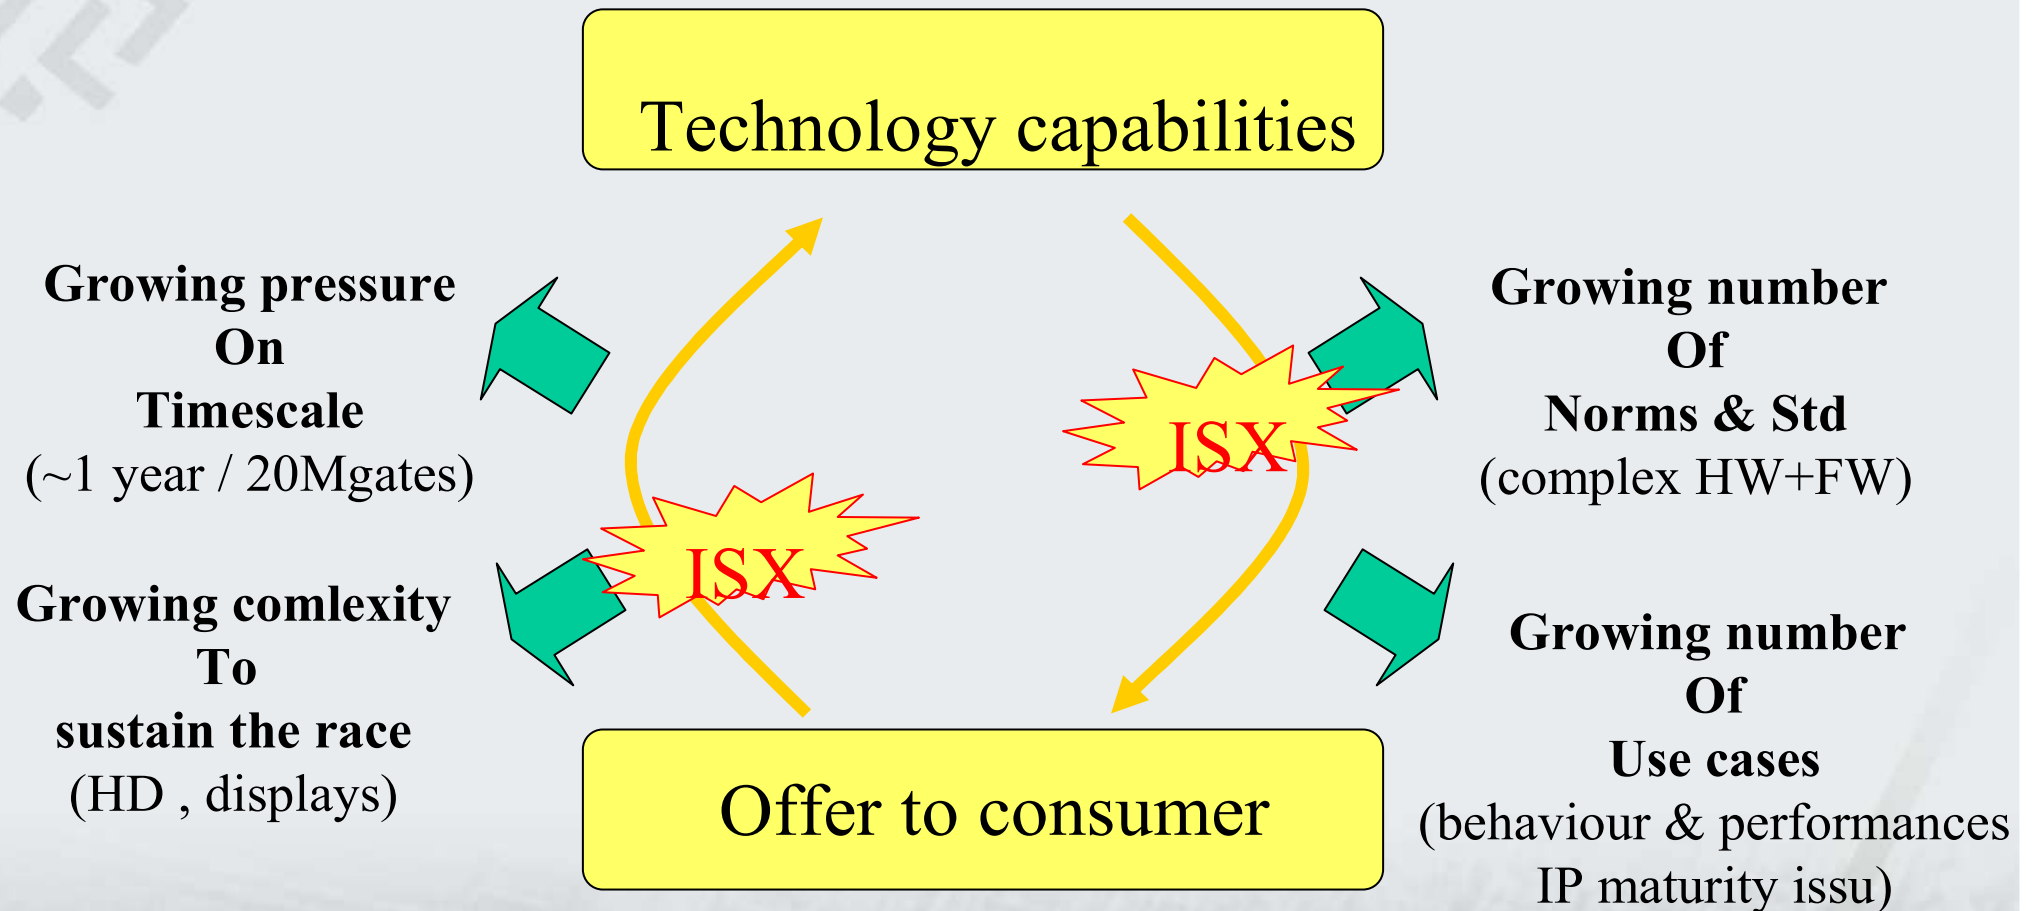 Technology capabilities
Growing pressure
On
Timescale
(~1 year / 20Mgates)
Growing comlexity
To
sustain the race
(HD , displays)
ISX
ISX
Growing number
Of
Norms & Std
(complex HW+FW)
Growing number
Of
Use cases
(behaviour & performances
IP maturity issu)
Offer to consumer